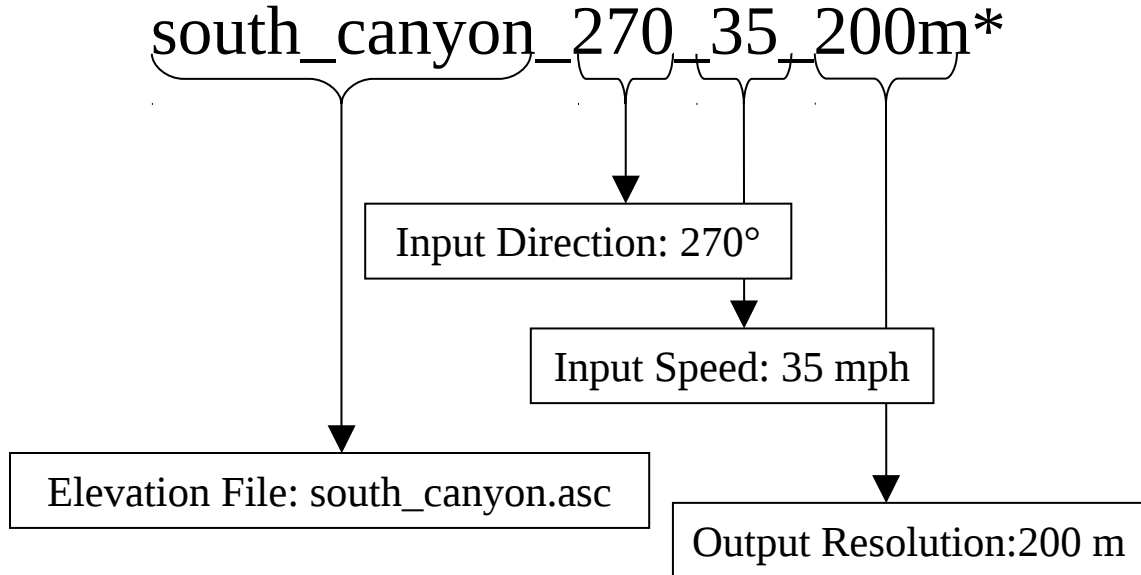 south_canyon_270_35_200m*
Input Direction: 270°
Input Speed: 35 mph
Elevation File: south_canyon.asc
Output Resolution:200 m